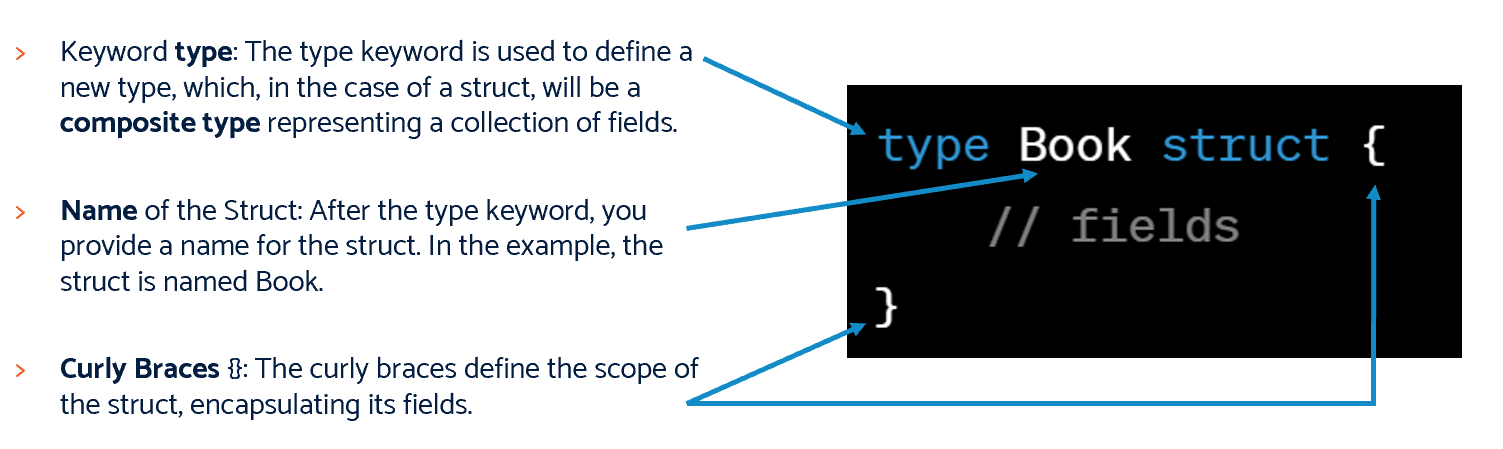 > Keyword type: The type keyword is used to define a
new type, which, in the case of a struct, will be a
composite type representing a collection of fields.
> Name of the Struct: After the type keyword, you
provide a name for the struct. In the example, the
struct is named Book.
> Curly Braces {}: The curly braces define the scope of
the struct, encapsulating its fields.
type Book struct {
// fields
}